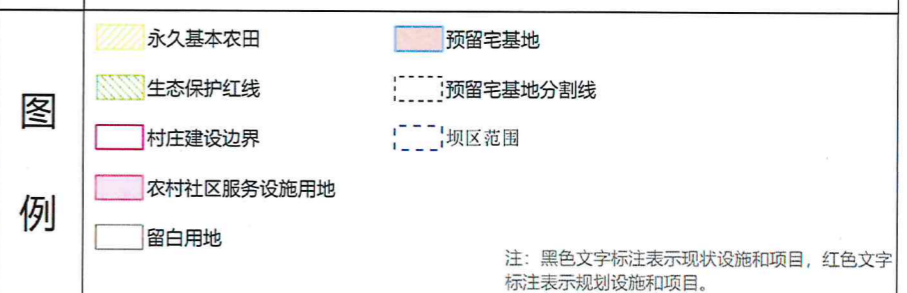 图例
永久基本农田
生态保护红线
村庄建设边界
农村社区服务设施用地
留白用地
预留宅基地
预留宅基地分割线
坝区范围
注：黑色文字标注表示现状设施和项目，红色文字
标注表示规划设施和项目。